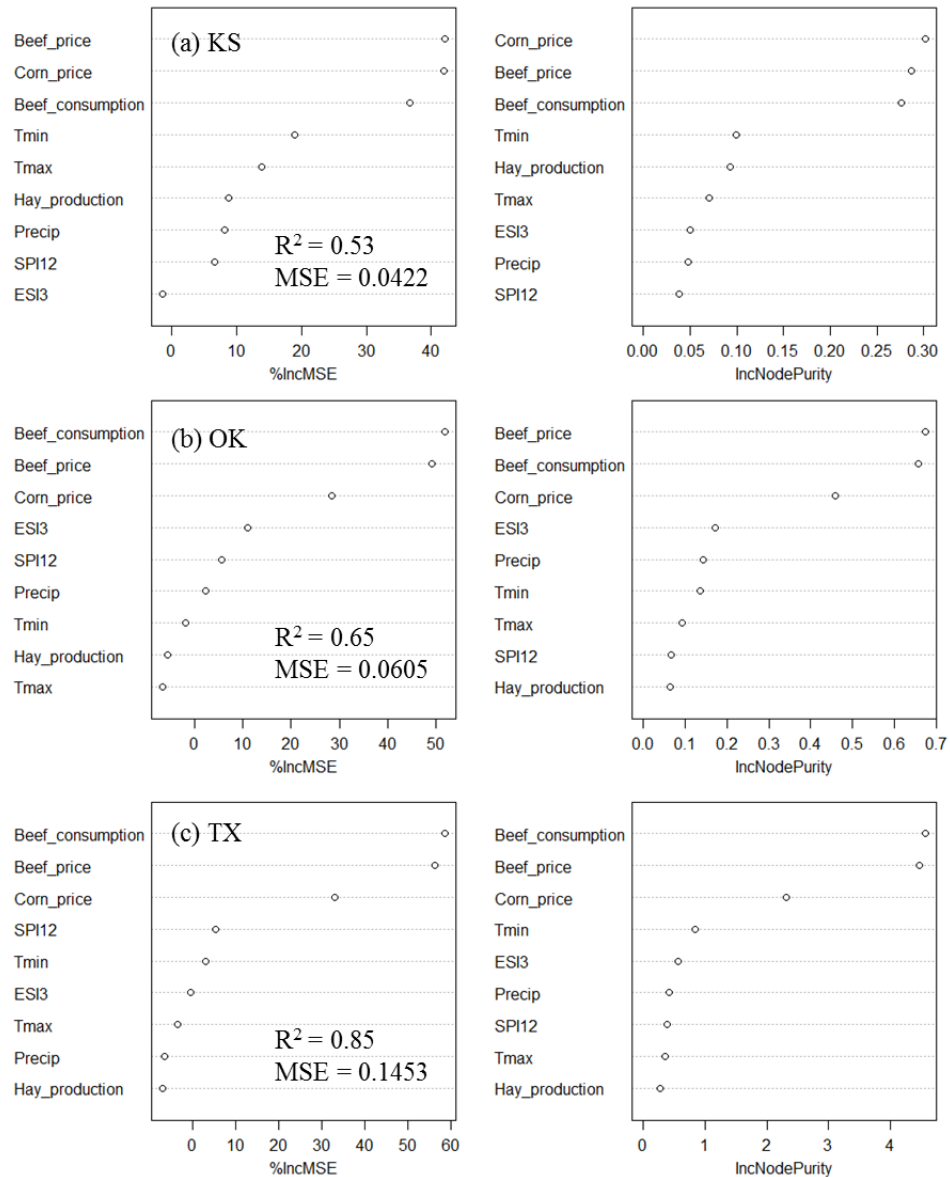 (a) KS
Beef_price
Corn_price
Beef_consumption
Tmin
Tmax
Hay_production
Precip
SPI12
ESI3
R² = 0.53
MSE = 0.0422
0 10 20 30 40
%IncMSE
Corn_price
Beef_price
Beef_consumption
Tmin
Hay_production
Tmax
ESI3
Precip
SPI12
0.00 0.05 0.10 0.15 0.20 0.25 0.30
IncNodePurity
(b) OK
Beef_consumption
Beef_price
Corn_price
ESI3
SPI12
Precip
Tmin
Hay_production
Tmax
R² = 0.65
MSE = 0.0605
0 10 20 30 40 50
%IncMSE
Beef_price
Beef_consumption
Corn_price
ESI3
Precip
Tmin
Tmax
SPI12
Hay_production
0.0 0.1 0.2 0.3 0.4 0.5 0.6 0.7
IncNodePurity
(c) TX
Beef_consumption
Beef_price
Corn_price
SPI12
Tmin
ESI3
Tmax
Precip
Hay_production
R² = 0.85
MSE = 0.1453
0 10 20 30 40 50 60
%IncMSE
Beef_consumption
Beef_price
Corn_price
Tmin
ESI3
Precip
SPI12
Tmax
Hay_production
0 1 2 3 4
IncNodePurity